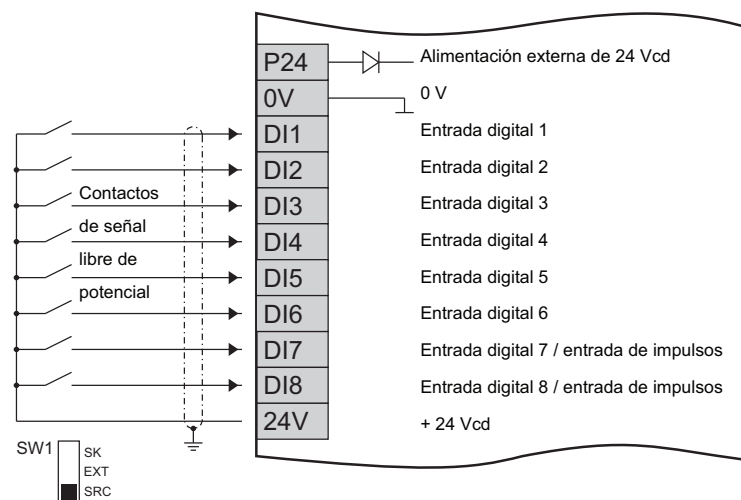 P24 Alimentación externa de 24 Vcd
0V 0 V
DI1 Entrada digital 1
DI2 Entrada digital 2
Contactos DI3 Entrada digital 3
de señal DI4 Entrada digital 4
libre de DI5 Entrada digital 5
potencial DI6 Entrada digital 6
DI7 Entrada digital 7 / entrada de impulsos
DI8 Entrada digital 8 / entrada de impulsos
24V + 24 Vcd
SW1 SK
EXT
SRC